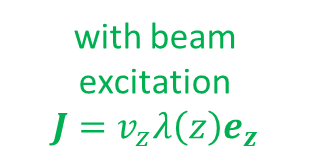 with beam
excitation
J = v_z λ(z)e_z